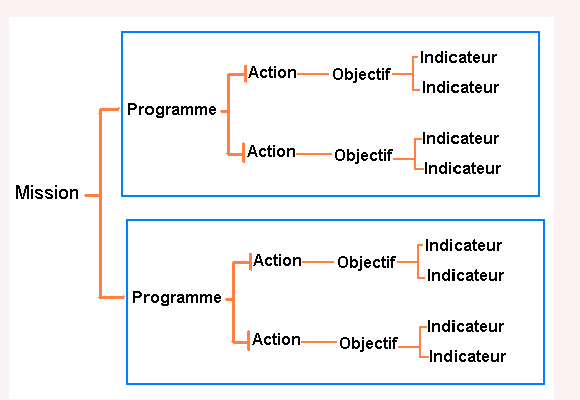 Indicateur
Action Objectif
Indicateur
Programme
Indicateur
Action Objectif
Indicateur
Mission
Indicateur
Action Objectif
Indicateur
Programme
Indicateur
Action Objectif
Indicateur